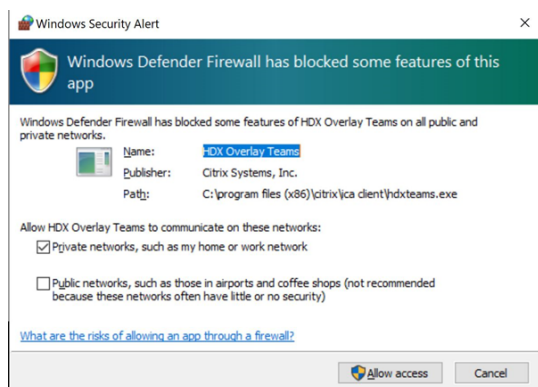 Windows Security Alert
Windows Defender Firewall has blocked some features of this
app
Windows Defender Firewall has blocked some features of HDX Overlay Teams on all public and
private networks.
Name: HDX Overlay Teams
Publisher: Citrix Systems, Inc.
Path: C:\program files (x86)\citrix\ica client\hdxteams.exe
Allow HDX Overlay Teams to communicate on these networks:
Private networks, such as my home or work network
Public networks, such as those in airports and coffee shops (not recommended
because these networks often have little or no security)
What are the risks of allowing an app through a firewall?
Allow access Cancel